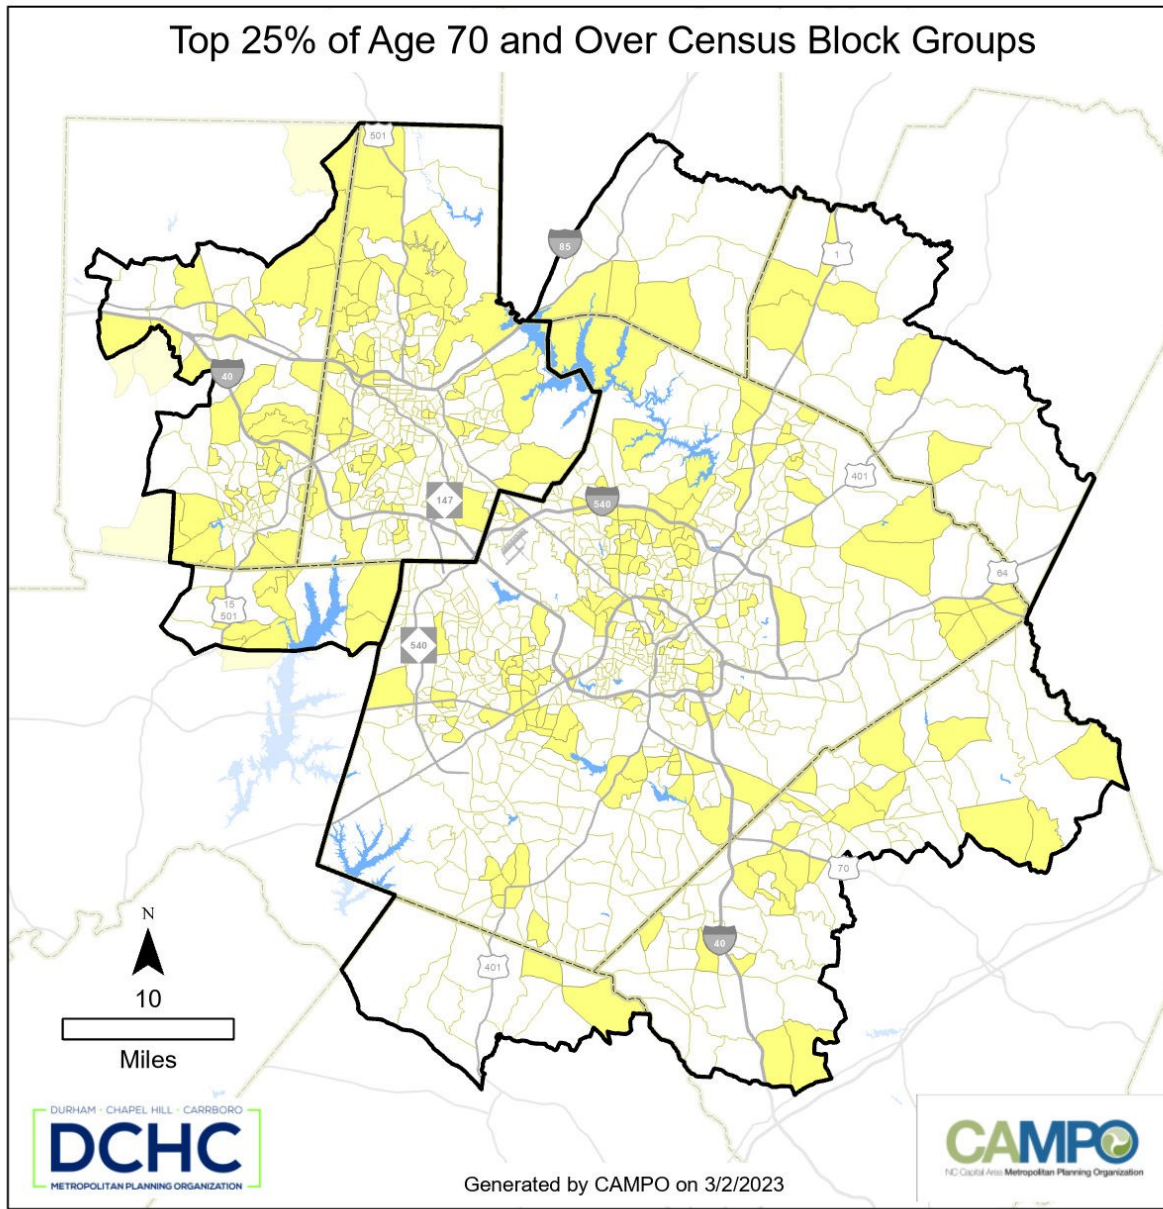 Top 25% of Age 70 and Over Census Block Groups
501
85
1
40
401
147
540
64
15
501
540
70
40
401
N
10
Miles
DURHAM · CHAPEL HILL · CARRBORO
DCHC
METROPOLITAN PLANNING ORGANIZATION
Generated by CAMPO on 3/2/2023
CAMPO
NC Capital Area Metropolitan Planning Organization